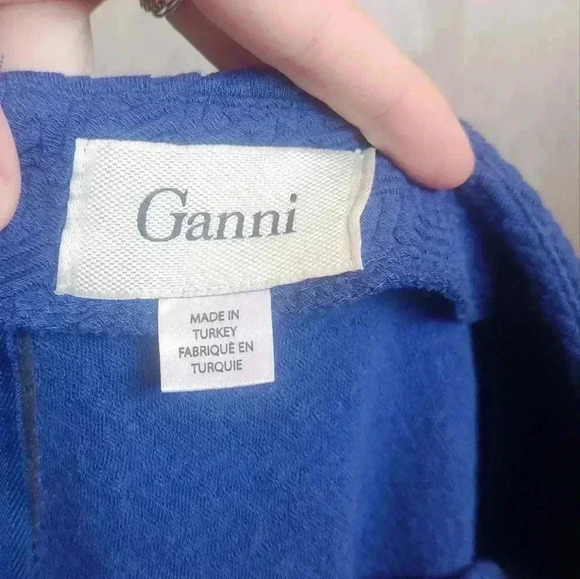 Ganni
MADE IN
TURKEY
FABRIQUÈ EN
TURQUIE